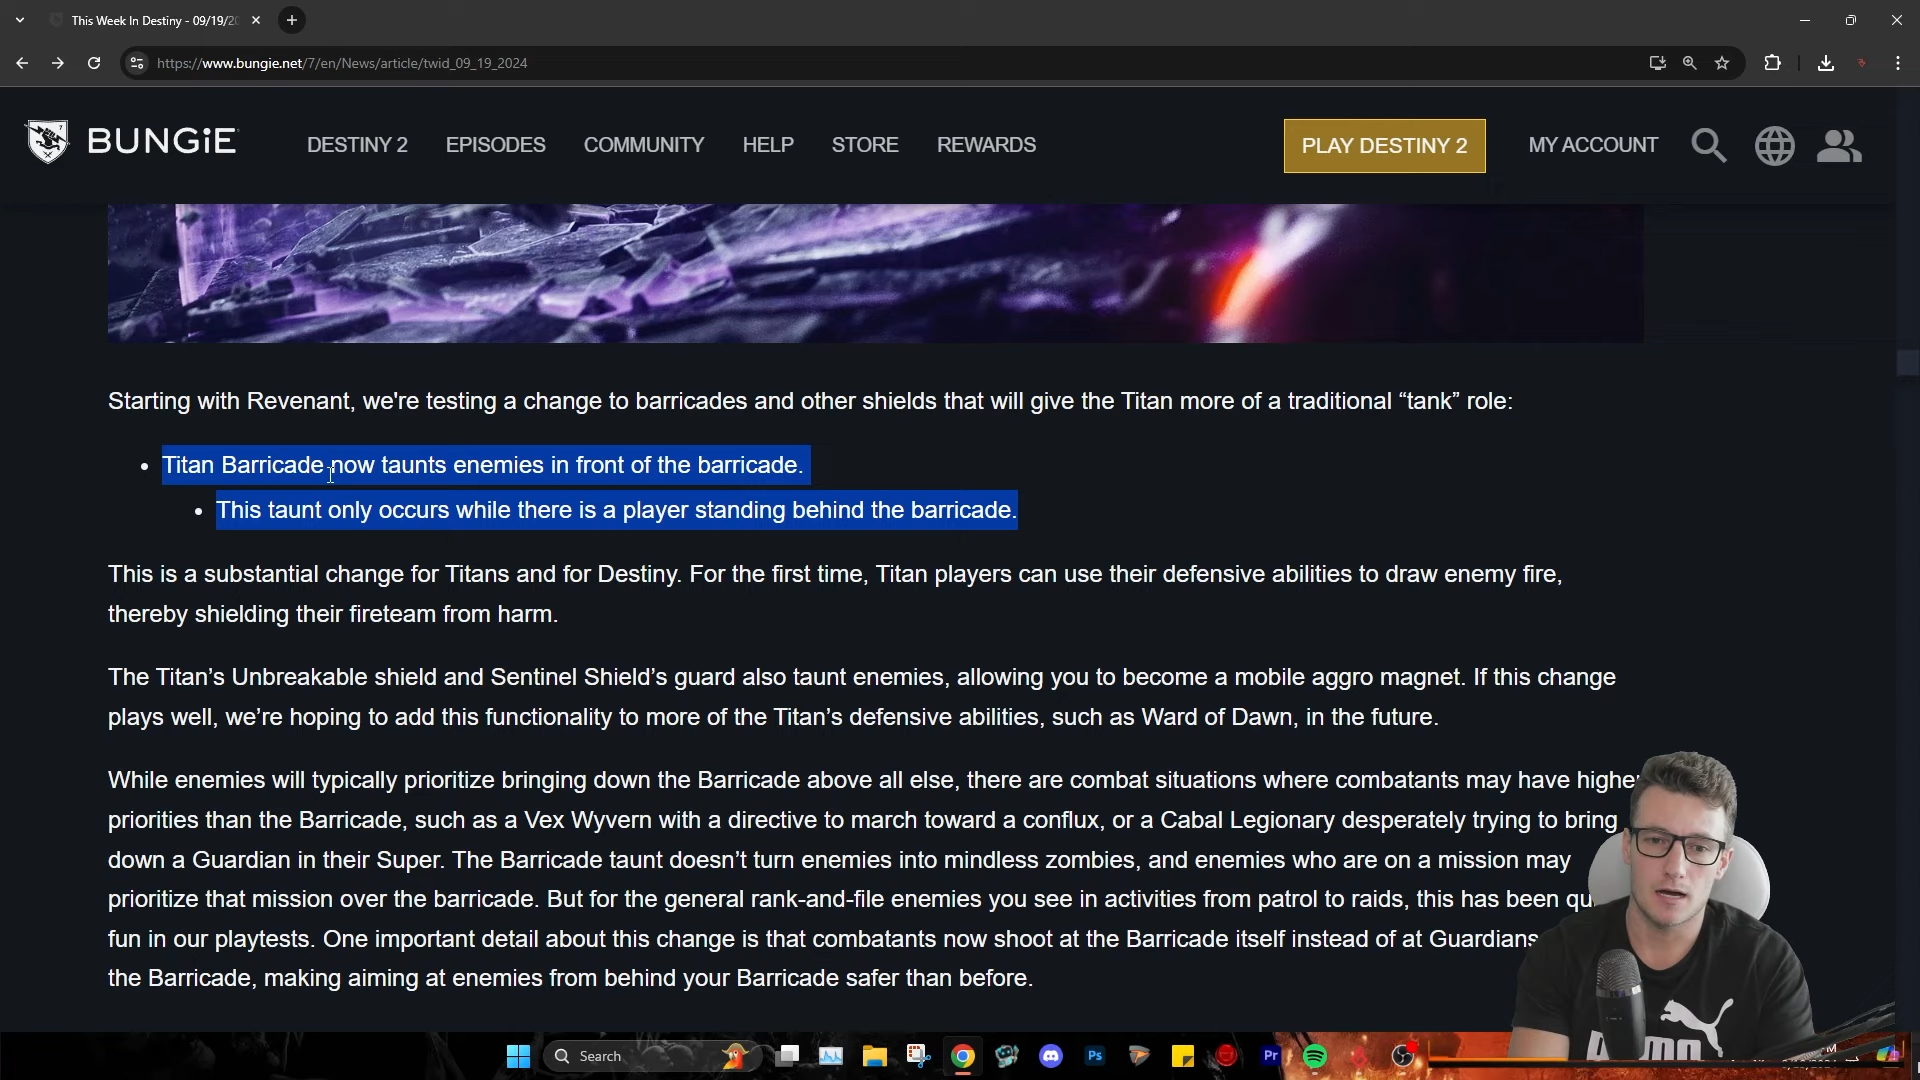 This Week In Destiny - 09/19/20
https://www.bungie.net/7/en/News/article/twid_09_19_2024
BUNGiE
DESTINY 2
EPISODES
COMMUNITY
HELP
STORE
REWARDS
PLAY DESTINY 2
MY ACCOUNT
Starting with Revenant, we're testing a change to barricades and other shields that will give the Titan more of a traditional “tank” role:
• Titan Barricade now taunts enemies in front of the barricade.
• This taunt only occurs while there is a player standing behind the barricade.
This is a substantial change for Titans and for Destiny. For the first time, Titan players can use their defensive abilities to draw enemy fire,
thereby shielding their fireteam from harm.
The Titan’s Unbreakable shield and Sentinel Shield’s guard also taunt enemies, allowing you to become a mobile aggro magnet. If this change
plays well, we’re hoping to add this functionality to more of the Titan’s defensive abilities, such as Ward of Dawn, in the future.
While enemies will typically prioritize bringing down the Barricade above all else, there are combat situations where combatants may have highe
priorities than the Barricade, such as a Vex Wyvern with a directive to march toward a conflux, or a Cabal Legionary desperately trying to bring
down a Guardian in their Super. The Barricade taunt doesn’t turn enemies into mindless zombies, and enemies who are on a mission may
prioritize that mission over the barricade. But for the general rank-and-file enemies you see in activities from patrol to raids, this has been qu
fun in our playtests. One important detail about this change is that combatants now shoot at the Barricade itself instead of at Guardians
the Barricade, making aiming at enemies from behind your Barricade safer than before.
Search
Ps
Pr